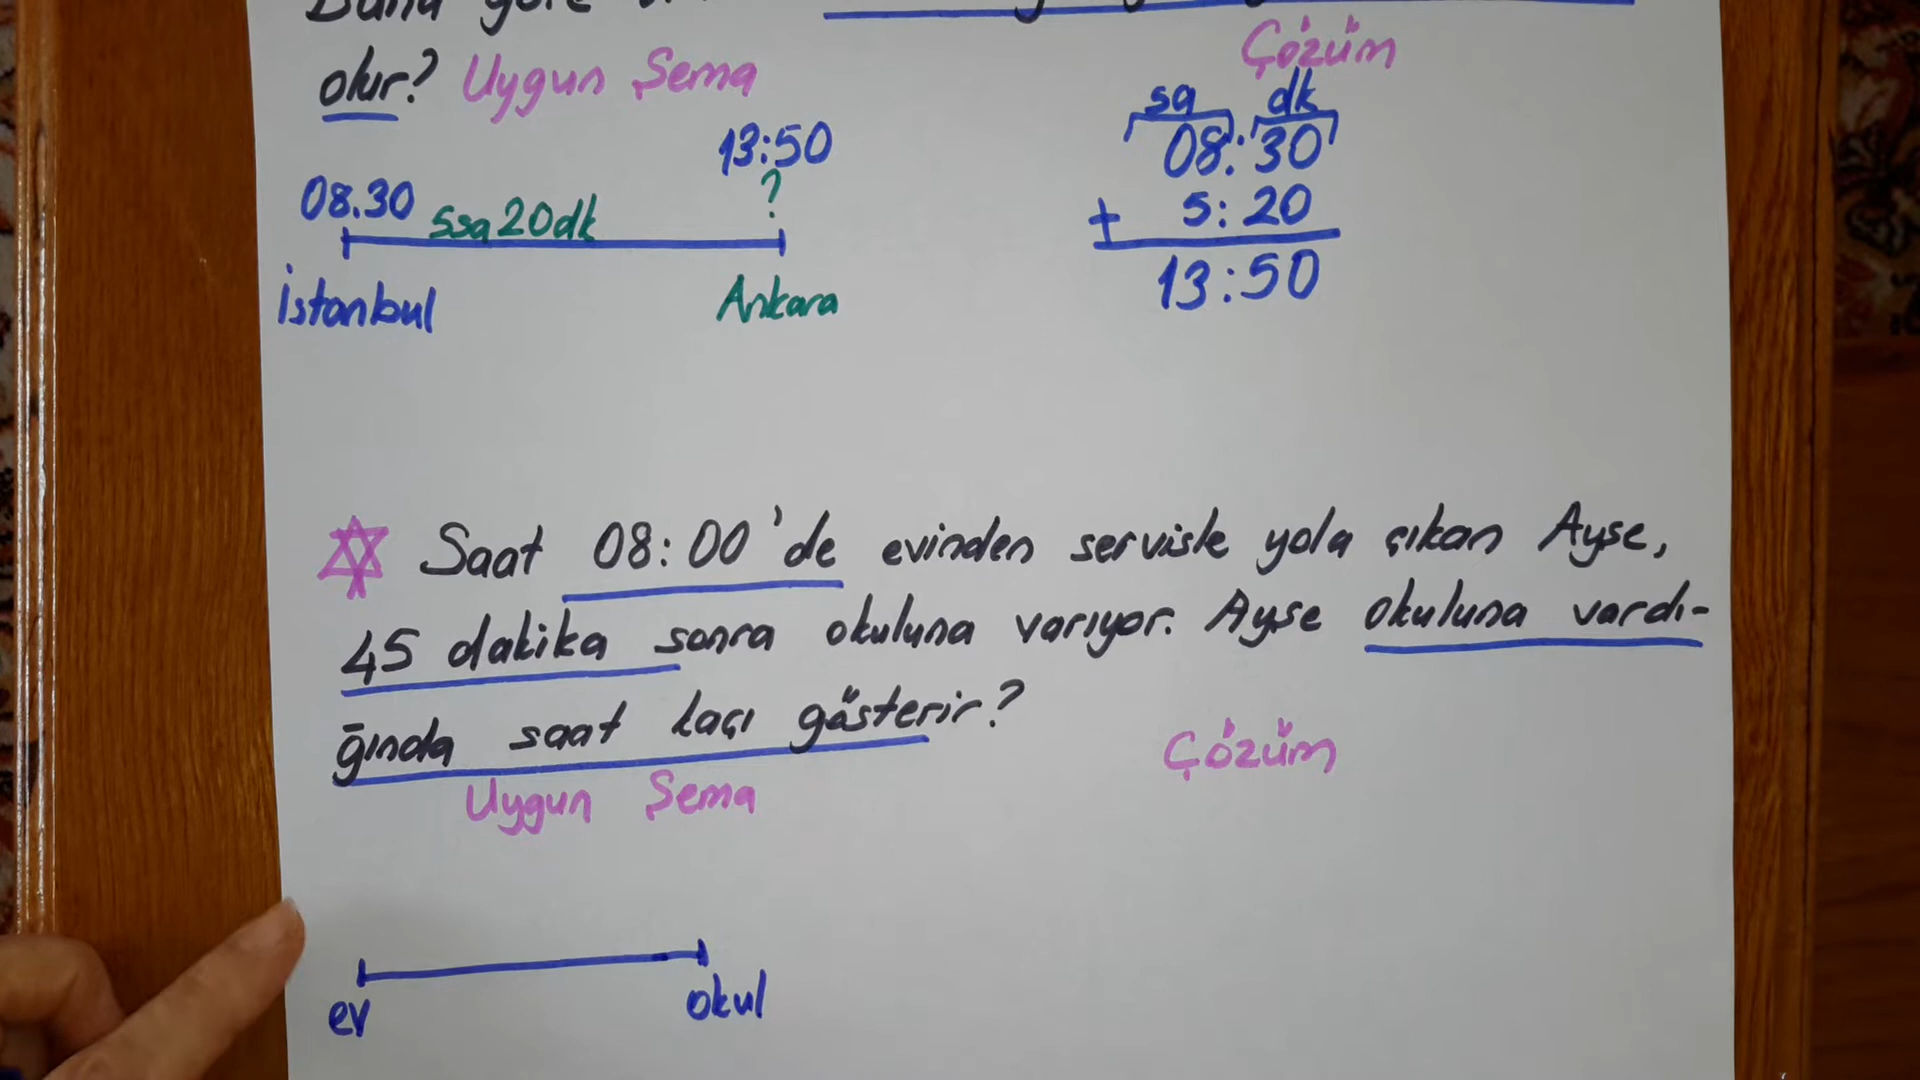 olur? Uygun Şema
Çözüm
13:50
?
08.30 5sa20dk
İstanbul Ankara
sa dk
08:30
+ 5:20
13:50
Saat 08:00'de evinden servisle yola çıkan Ayşe,
45 dakika sonra okuluna varıyor. Ayşe okuluna vardı-
ğında saat kaçı gösterir?
Uygun Şema
Çözüm
ev okul